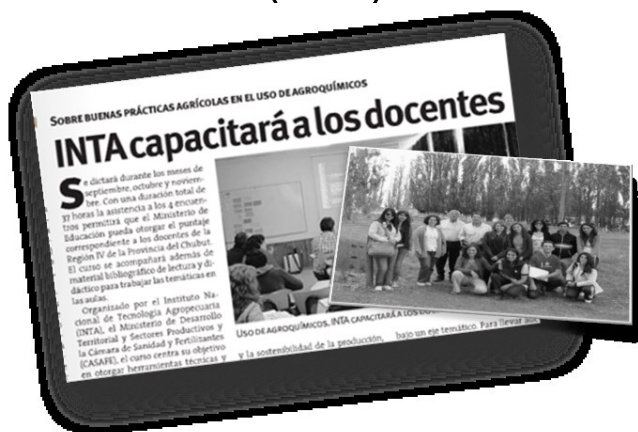 SOBRE BUENAS PRÁCTICAS AGRÍCOLAS EN EL USO DE AGROQUÍMICOS
INTA capacitará a los docentes
Se dictará durante los meses de
septiembre, octubre y noviem-
bre. Con una duración total de
37 horas la asistencia a los 4 encuen-
tros permitirá que el Ministerio de
Educación pueda otorgar el puntaje
correspondiente a los docentes de la
Región IV de la Provincia del Chubut.
El curso se acompañará además de
material bibliográfico de lectura y di-
dáctico para trabajar las temáticas en
las aulas.
Organizado por el Instituto Na-
cional de Tecnología Agropecuaria
(INTA), el Ministerio de Desarrollo
Territorial y Sectores Productivos y
la Cámara de Sanidad y Fertilizantes
(CASAFE), el curso centra su objetivo
en otorgar herramientas técnicas y
USO DE AGROQUÍMICOS. INTA CAPACITARÁ A LOS
y la sostenibilidad de la producción,
bajo un eje temático. Para llevar